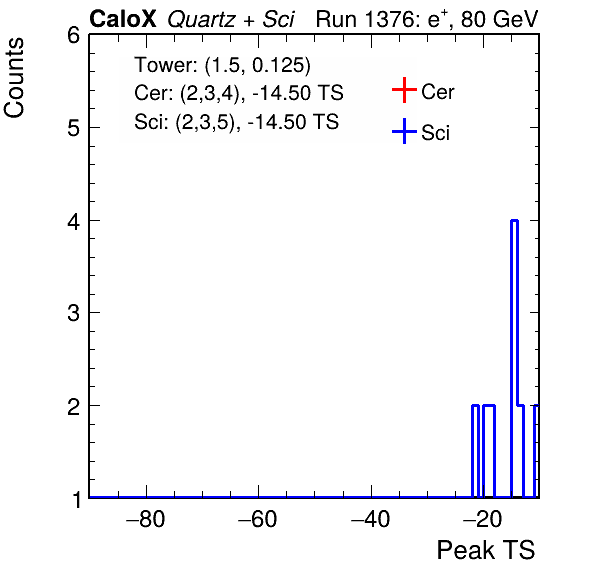 CaloX Quartz + Sci Run 1376: e+, 80 GeV
Counts
Tower: (1.5, 0.125)
Cer: (2,3,4), -14.50 TS
Sci: (2,3,5), -14.50 TS
Cer
Sci
6
5
4
3
2
1
−80 −60 −40 −20
Peak TS